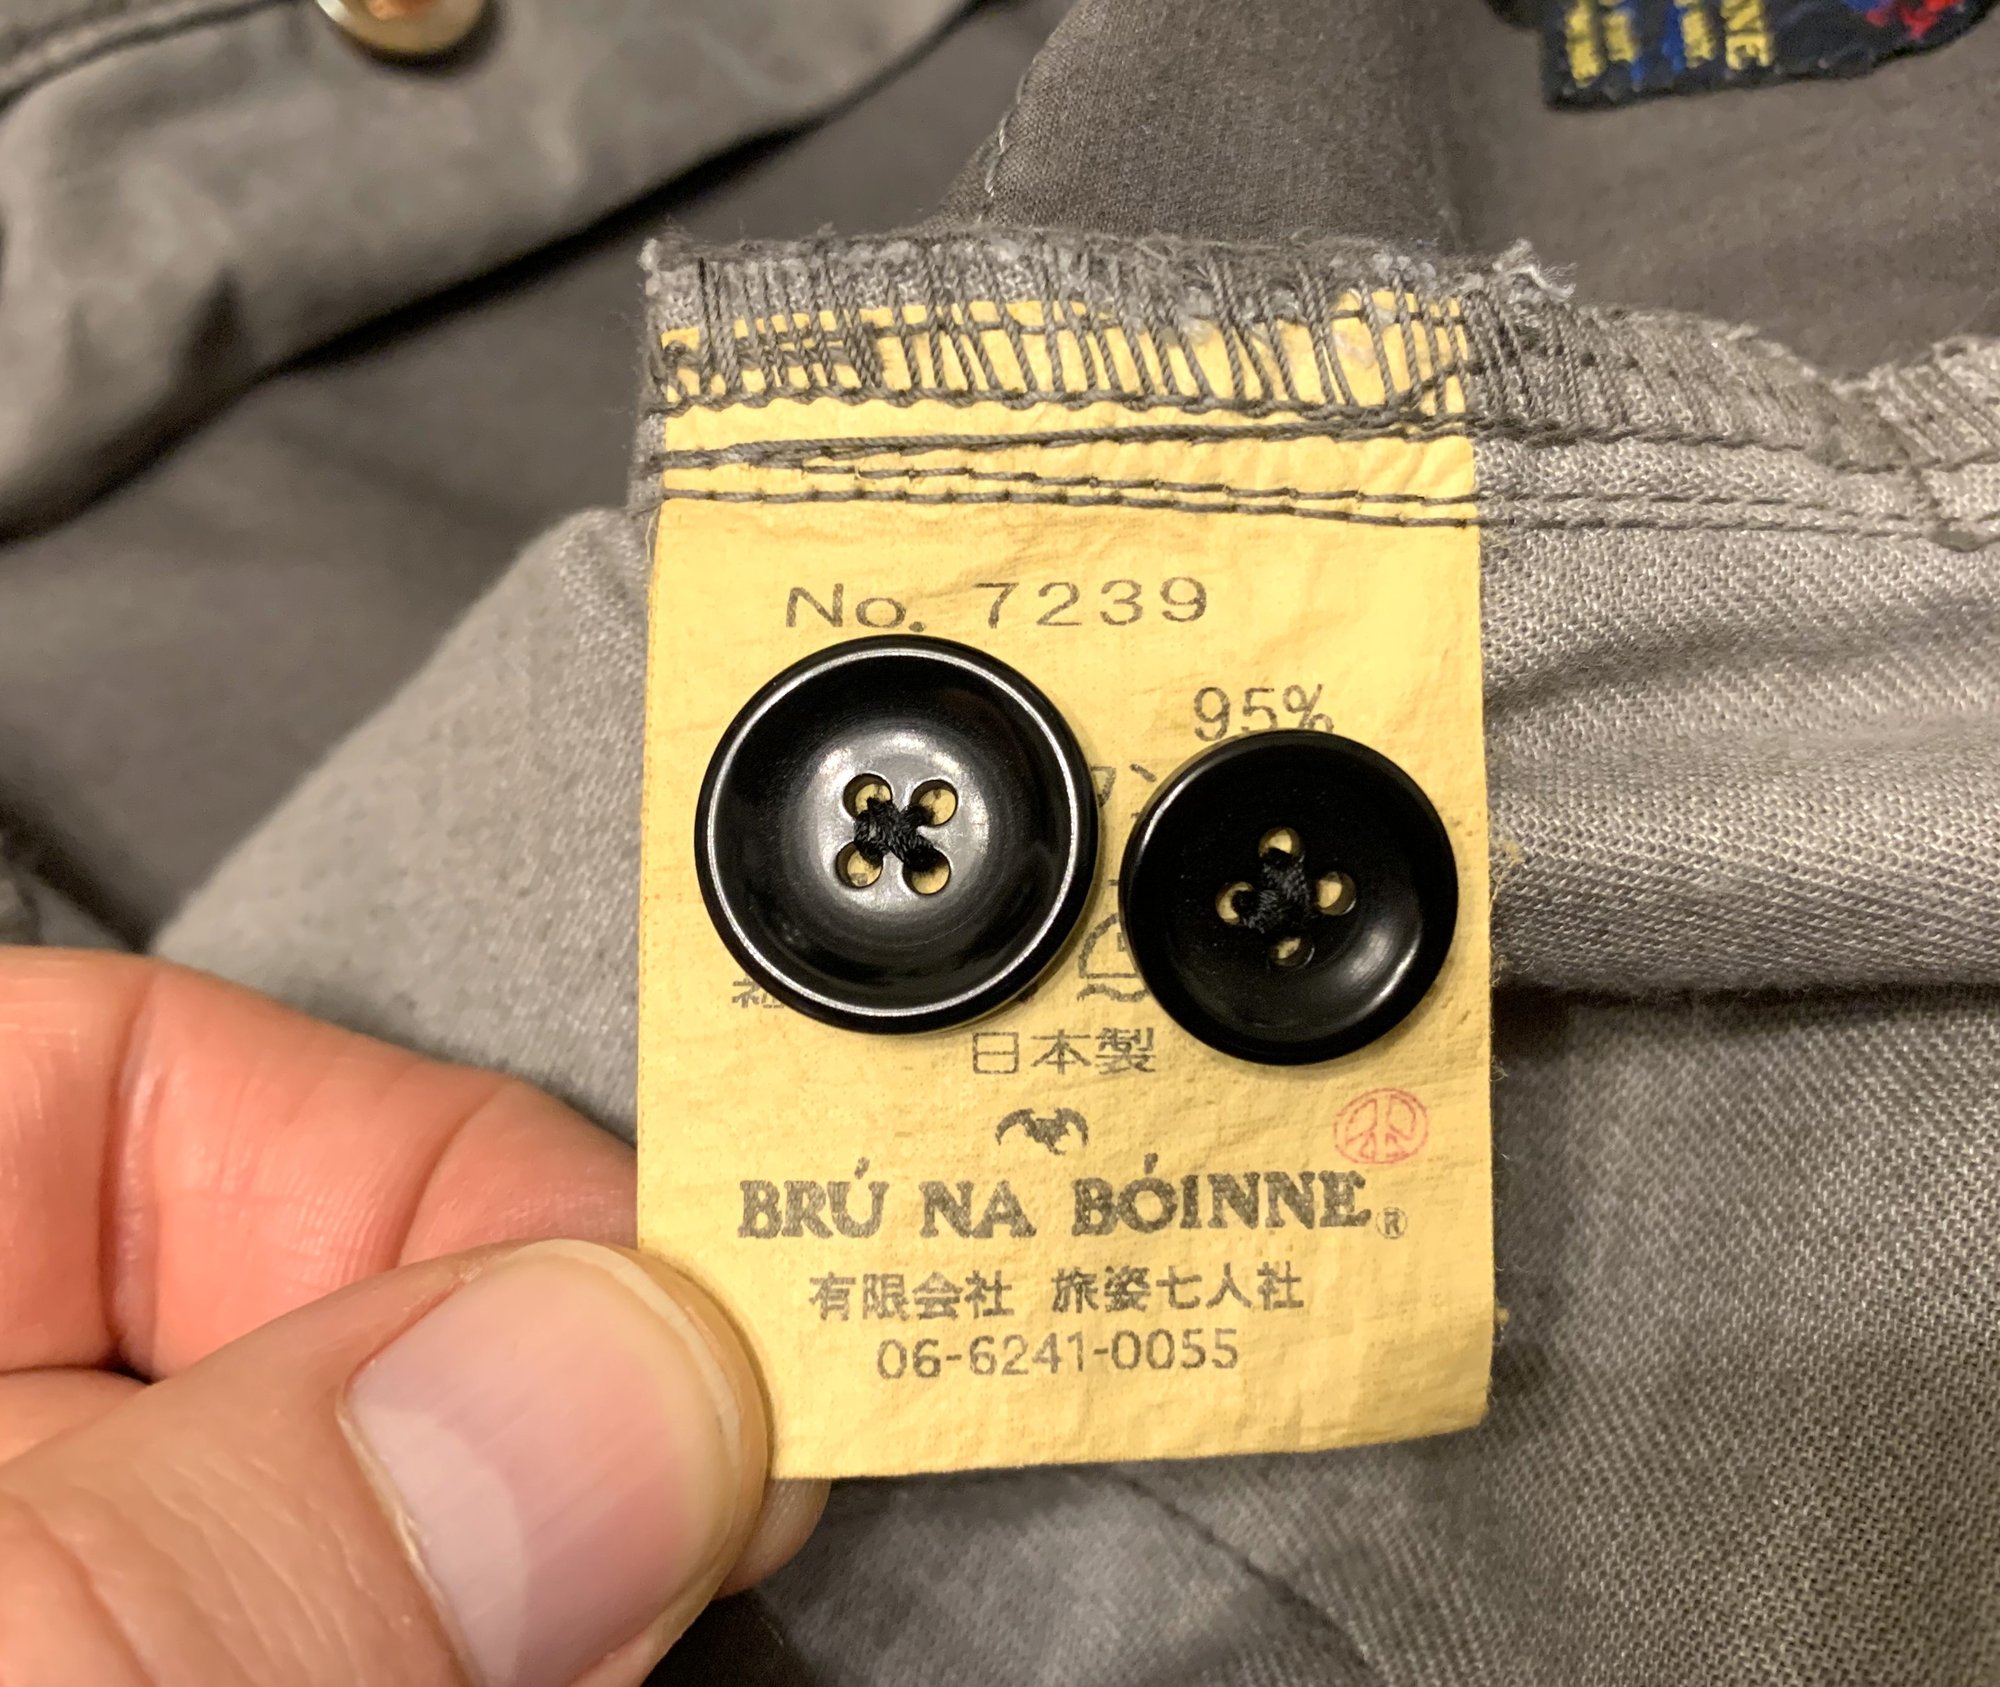 No. 7239
95%
日本製
BRÚ NA BÓINNE®
有限会社 旅姿七人社
06-6241-0055